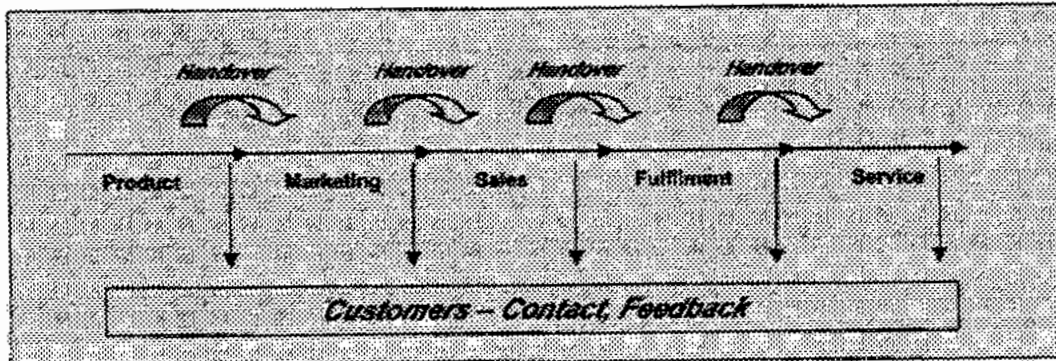 Handover Handover Handover Handover
Product Marketing Sales Fulfilment Service
Customers – Contact, Feedback